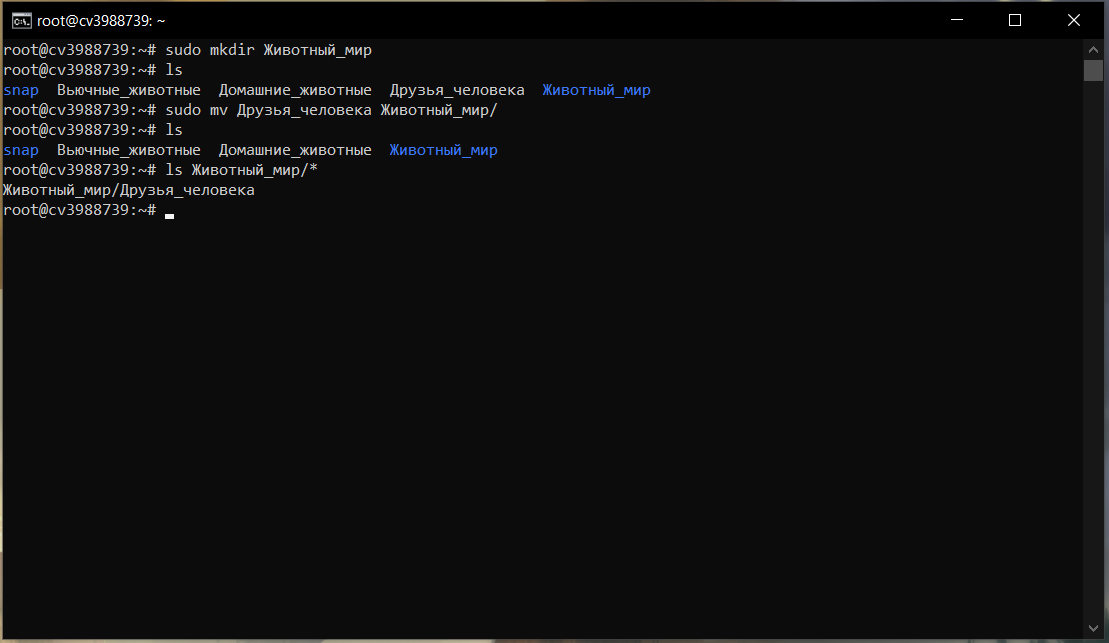 root@cv3988739: ~
root@cv3988739:~# sudo mkdir Животный_мир
root@cv3988739:~# ls
snap  Вьючные_животные  Домашние_животные  Друзья_человека  Животный_мир
root@cv3988739:~# sudo mv Друзья_человека Животный_мир/
root@cv3988739:~# ls
snap  Вьючные_животные  Домашние_животные  Животный_мир
root@cv3988739:~# ls Животный_мир/*
Животный_мир/Друзья_человека
root@cv3988739:~#